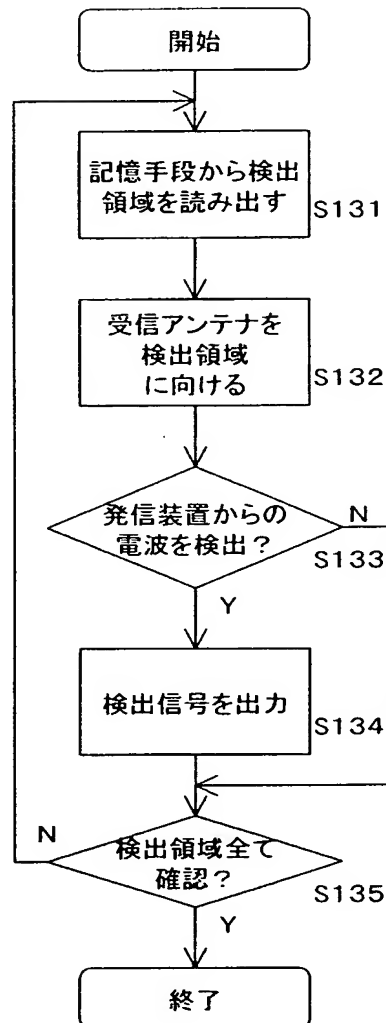 開始
記憶手段から検出
領域を読み出す
S131
受信アンテナを
検出領域
に向ける
S132
発信装置からの
電波を検出？
N
S133
Y
検出信号を出力
S134
N
検出領域全て
確認？
S135
Y
終了